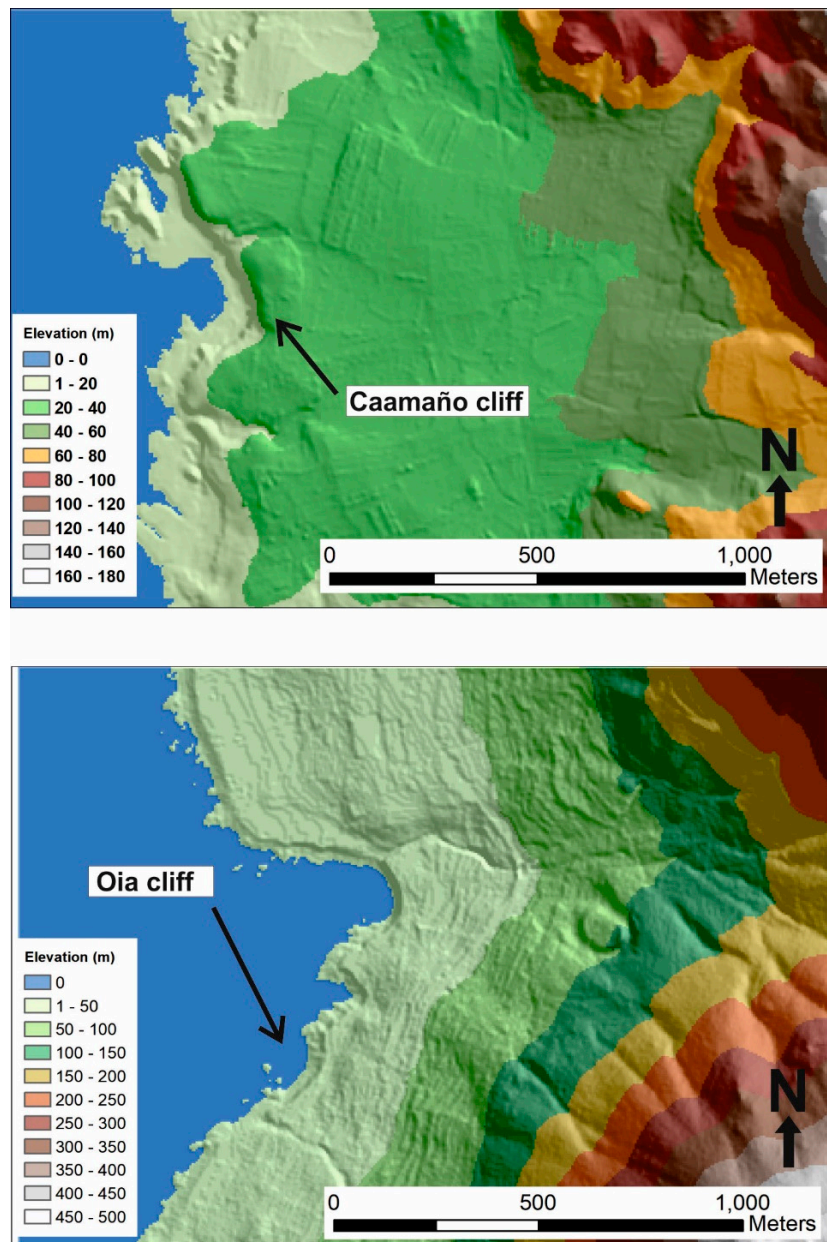 Elevation (m)
0 - 0
1 - 20
20 - 40
40 - 60
60 - 80
80 - 100
100 - 120
120 - 140
140 - 160
160 - 180
Caamaño cliff
N
0 500 1,000
Meters
Oia cliff
Elevation (m)
0
1 - 50
50 - 100
100 - 150
150 - 200
200 - 250
250 - 300
300 - 350
350 - 400
400 - 450
450 - 500
N
0 500 1,000
Meters